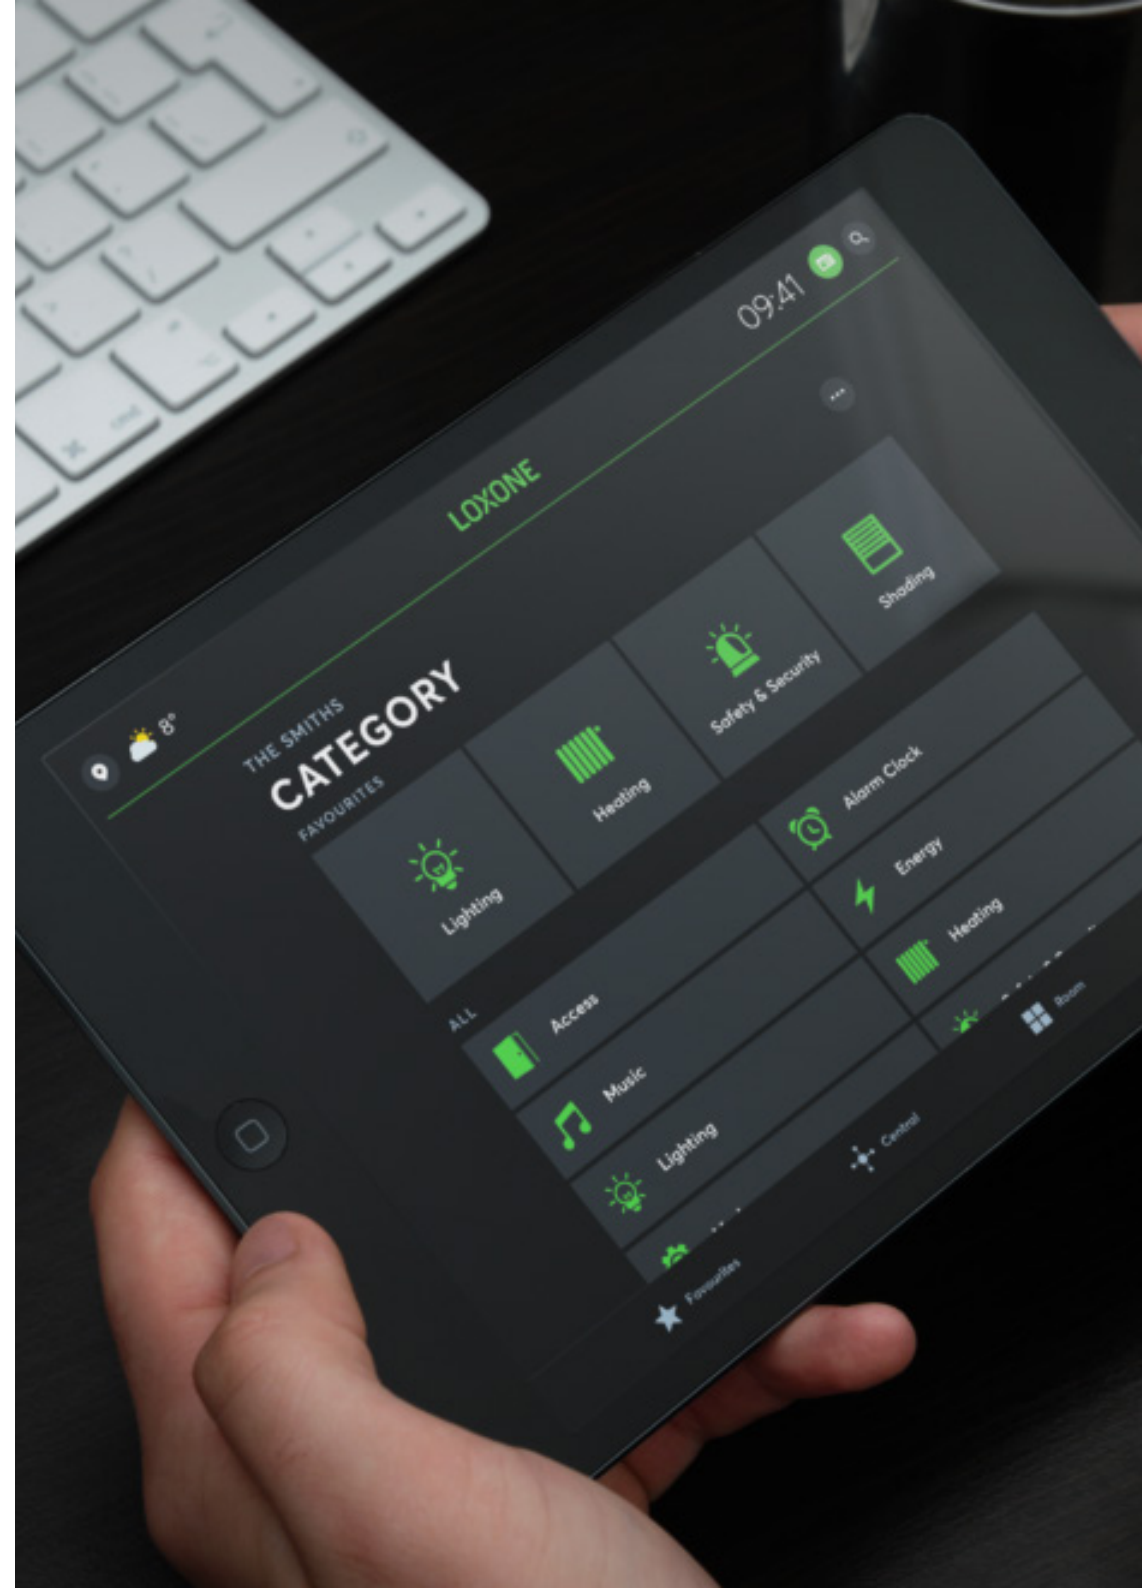 cmd
8°
LOXONE
09:41
THE SMITHS
CATEGORY
FAVOURITES
Lighting
Heating
Safety & Security
Shading
ALL
Access
Alarm Clock
Music
Energy
Lighting
Heating
Favourites
Central
Room